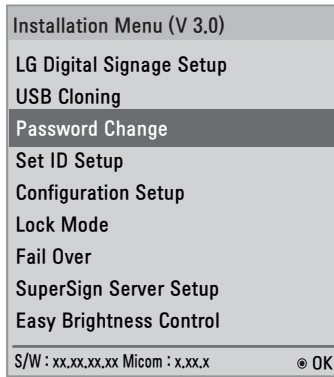 Installation Menu (V 3.0)
LG Digital Signage Setup
USB Cloning
Password Change
Set ID Setup
Configuration Setup
Lock Mode
Fail Over
SuperSign Server Setup
Easy Brightness Control
S/W : xx.xx.xx.xx Micom : x.xx.x ◉ OK